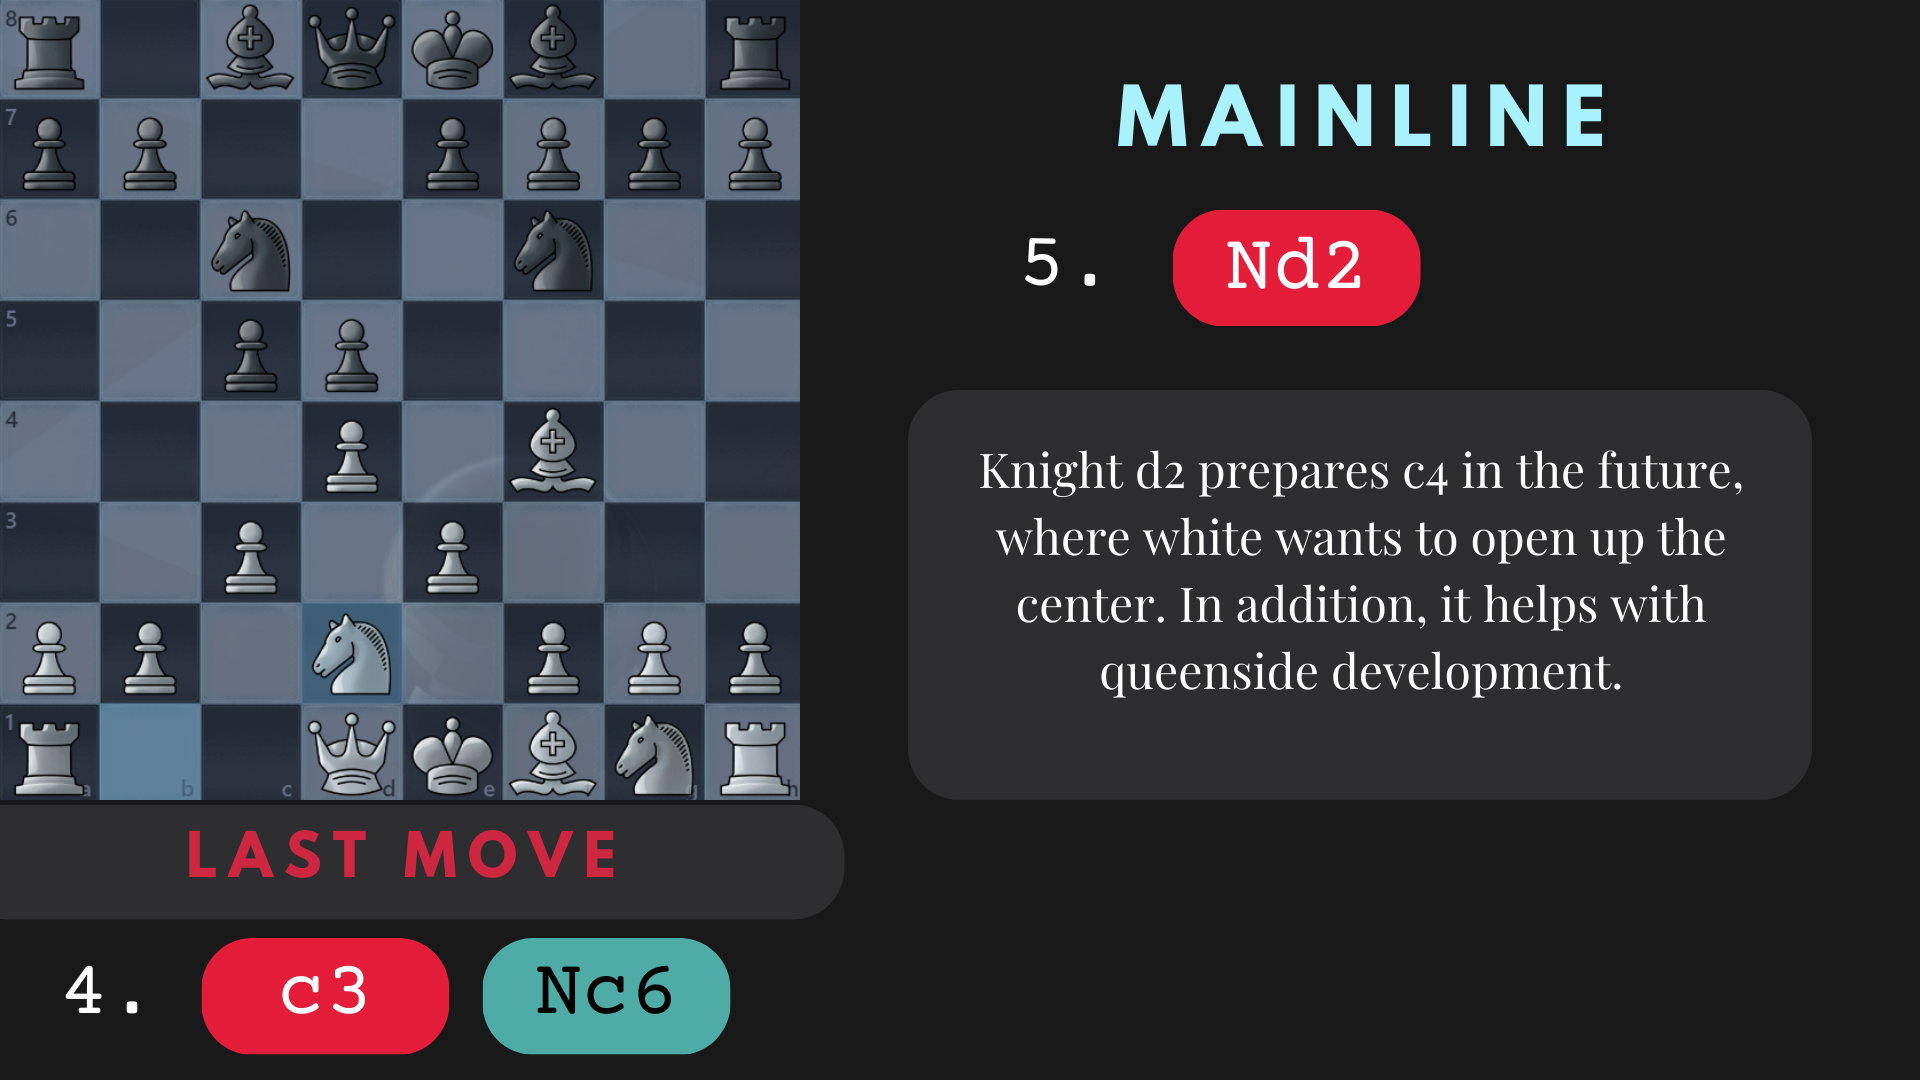 8
7
6
5
4
3
2
1
a b c d e g h
MAINLINE
5. Nd2
Knight d2 prepares c4 in the future,
where white wants to open up the
center. In addition, it helps with
queenside development.
LAST MOVE
4. c3 Nc6